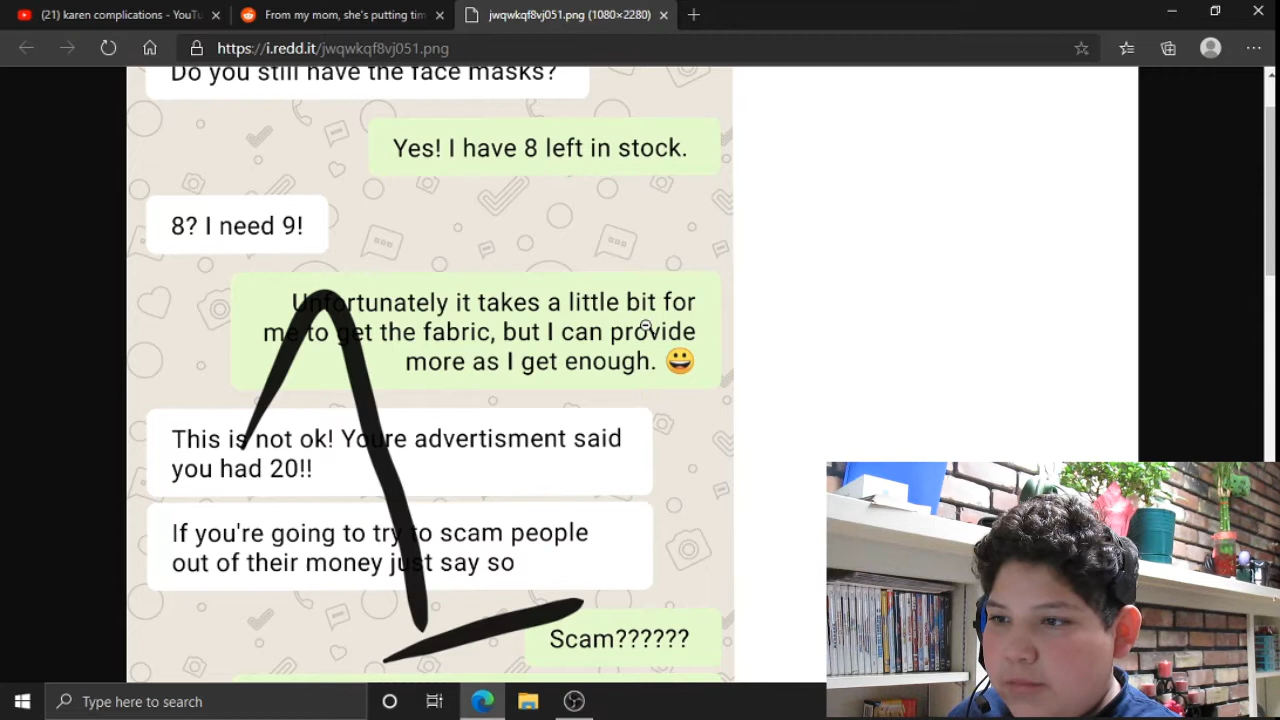 (21) karen complications - YouTu
From my mom, she's putting tim
jwqwkqf8vj051.png (1080×2280)
https://i.redd.it/jwqwkqf8vj051.png
Do you still have the face masks?
Yes! I have 8 left in stock.
8? I need 9!
Unfortunately it takes a little bit for
me to get the fabric, but I can provide
more as I get enough. 😀
This is not ok! Youre advertisment said
you had 20!!
If you're going to try to scam people
out of their money just say so
Scam??????
1
Type here to search